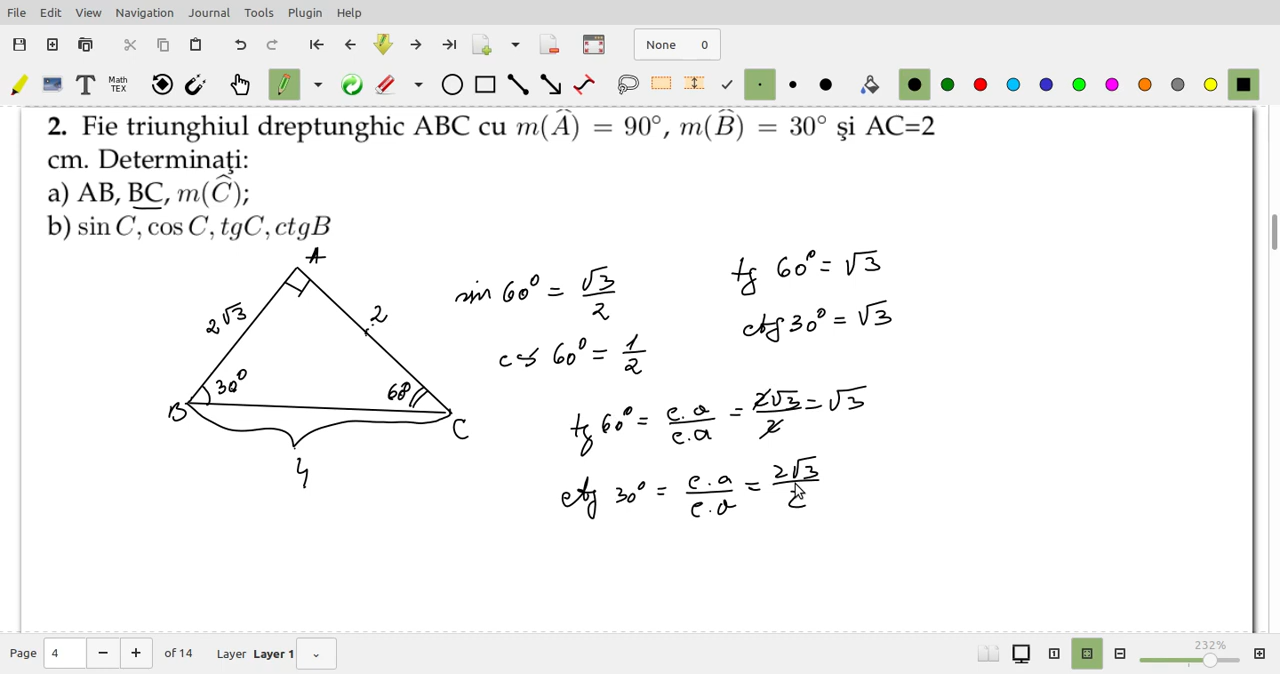 File Edit View Navigation Journal Tools Plugin Help
None 0
T Math TEX
2. Fie triunghiul dreptunghic ABC cu m(Â) = 90°, m(B̂) = 30° şi AC=2
cm. Determinaţi:
a) AB, BC, m(Ĉ);
b) sin C, cos C, tgC, ctgB
A
2√3
2
30°
60°
B
C
4
sin 60° = √3/2
cos 60° = 1/2
tg 60° = √3
ctg 30° = √3
tg 60° = c.o/c.a = 2√3/2 = √3
ctg 30° = c.a/c.o = 2√3/2
Page 4 of 14 Layer Layer 1
232%